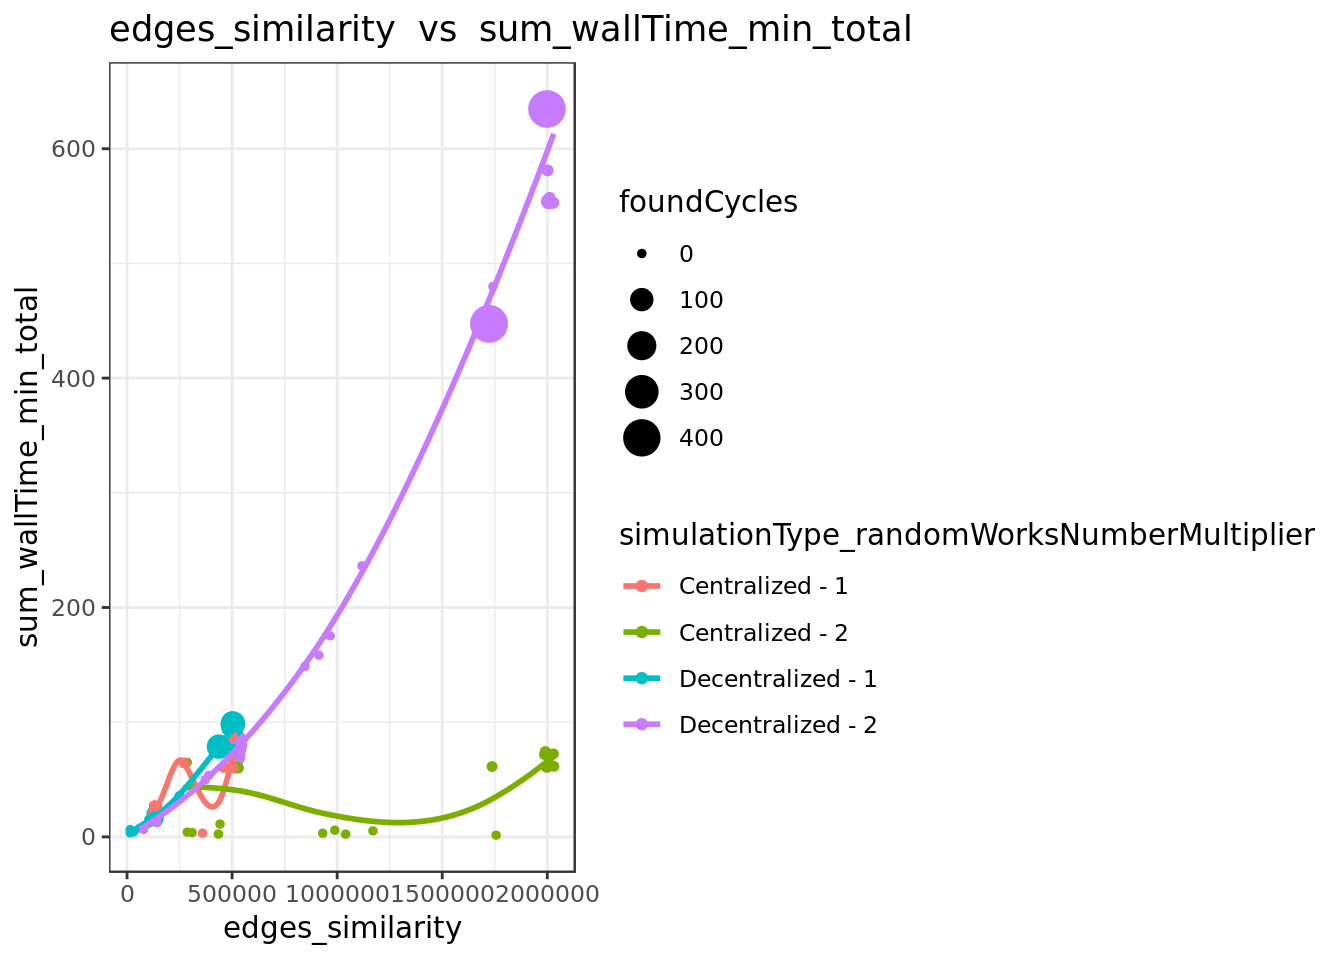 edges_similarity vs sum_wallTime_min_total
sum_wallTime_min_total
600
400
200
0
0 500000 1000000 1500000 2000000
edges_similarity
foundCycles
0
100
200
300
400
simulationType_randomWorksNumberMultiplier
Centralized - 1
Centralized - 2
Decentralized - 1
Decentralized - 2